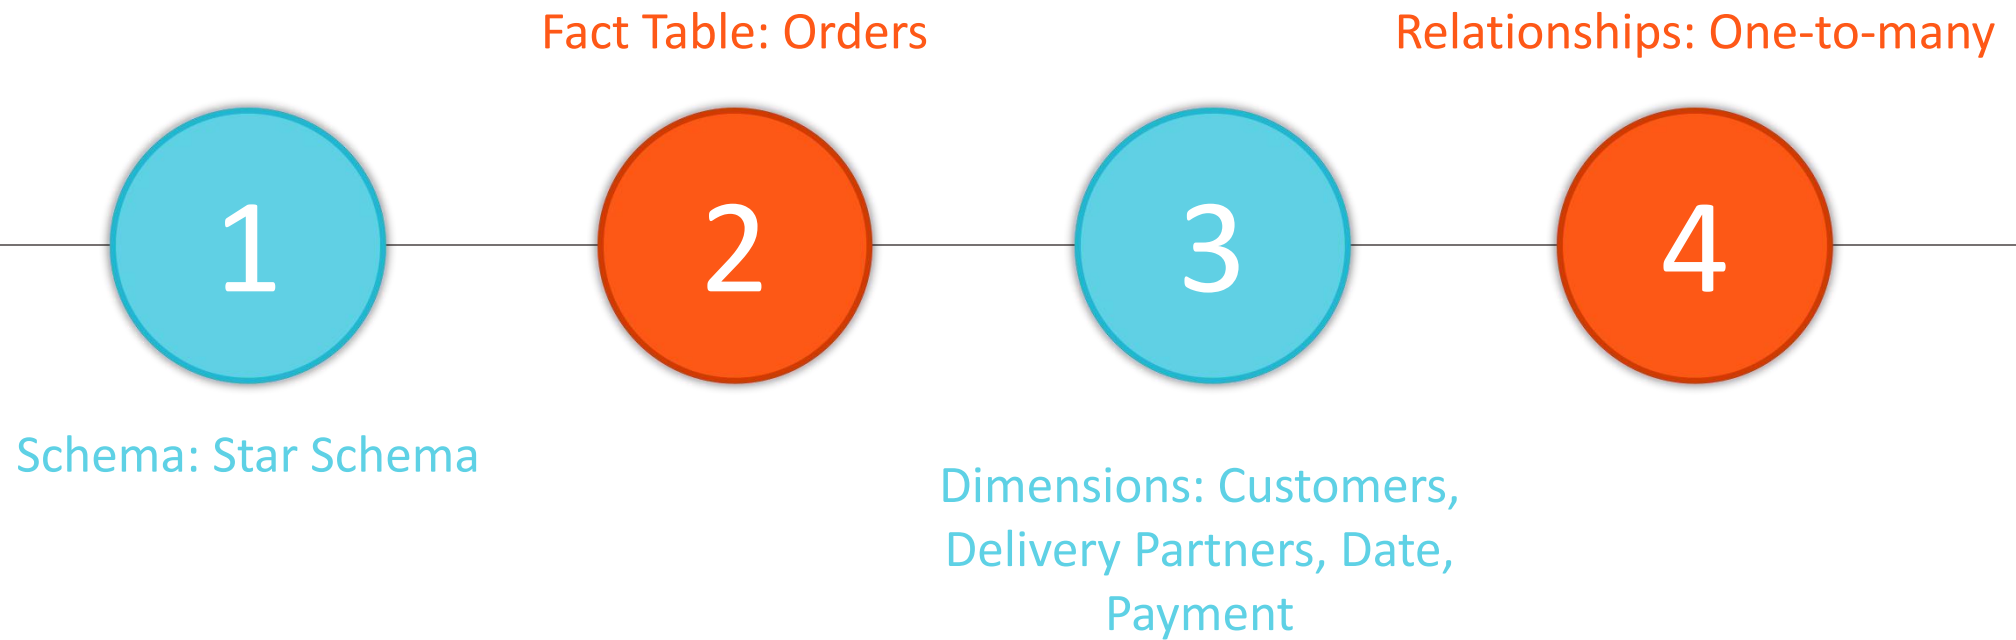 Fact Table: Orders
Relationships: One-to-many
1
2
3
4
Schema: Star Schema
Dimensions: Customers,
Delivery Partners, Date,
Payment